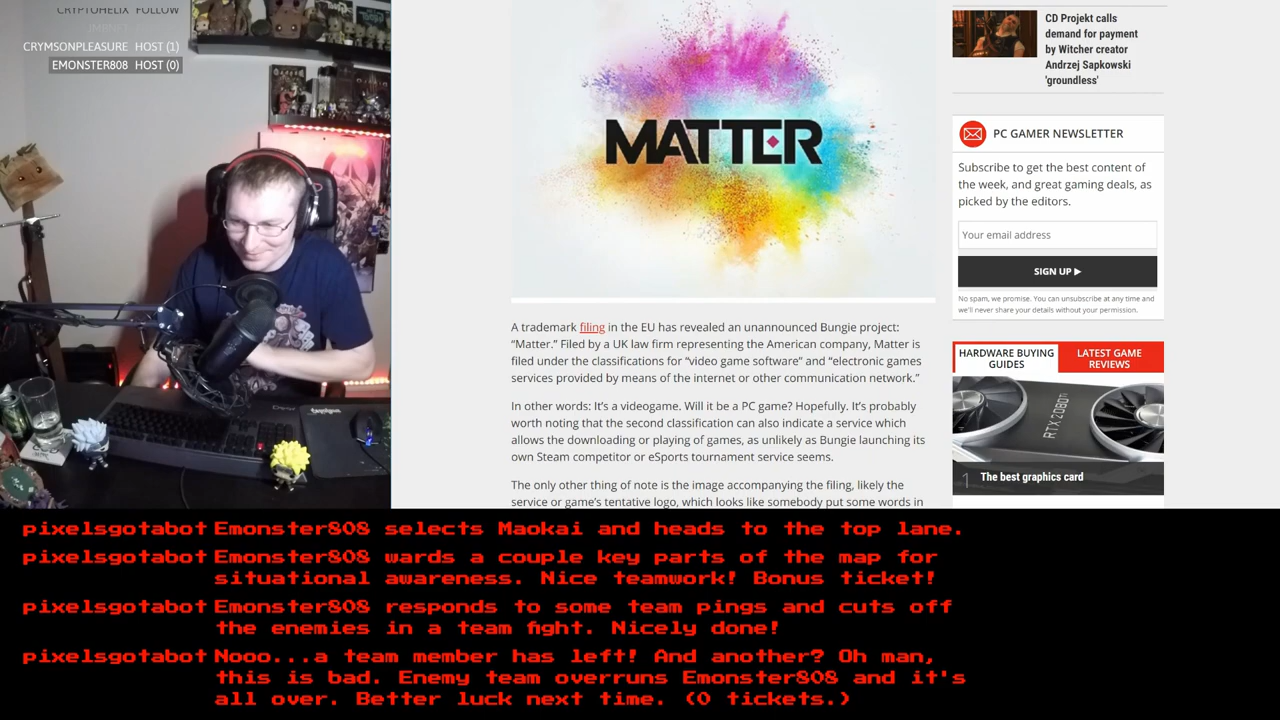 CRYPTOHELIX FOLLOW
CRYMSONPLEASURE HOST (1)
EMONSTER808 HOST (0)
MATTER
A trademark filing in the EU has revealed an unannounced Bungie project:
“Matter.” Filed by a UK law firm representing the American company, Matter is
filed under the classifications for “video game software” and “electronic games
services provided by means of the internet or other communication network.”
In other words: It’s a videogame. Will it be a PC game? Hopefully. It’s probably
worth noting that the second classification can also indicate a service which
allows the downloading or playing of games, as unlikely as Bungie launching its
own Steam competitor or eSports tournament service seems.
The only other thing of note is the image accompanying the filing, likely the
service or game’s tentative logo, which looks like somebody put some words in
CD Projekt calls
demand for payment
by Witcher creator
Andrzej Sapkowski
'groundless'
PC GAMER NEWSLETTER
Subscribe to get the best content of
the week, and great gaming deals, as
picked by the editors.
Your email address
SIGN UP
No spam, we promise. You can unsubscribe at any time and
we'll never share your details without your permission.
HARDWARE BUYING
GUIDES
LATEST GAME
REVIEWS
RTX 2080Ti
1 The best graphics card
pixelsgotabot Emonster808 selects Maokai and heads to the top lane.
pixelsgotabot Emonster808 wards a couple key parts of the map for
situational awareness. Nice teamwork! Bonus ticket!
pixelsgotabot Emonster808 responds to some team pings and cuts off
the enemies in a team fight. Nicely done!
pixelsgotabot Nooo...a team member has left! And another? Oh man,
this is bad. Enemy team overruns Emonster808 and it's
all over. Better luck next time. (0 tickets.)